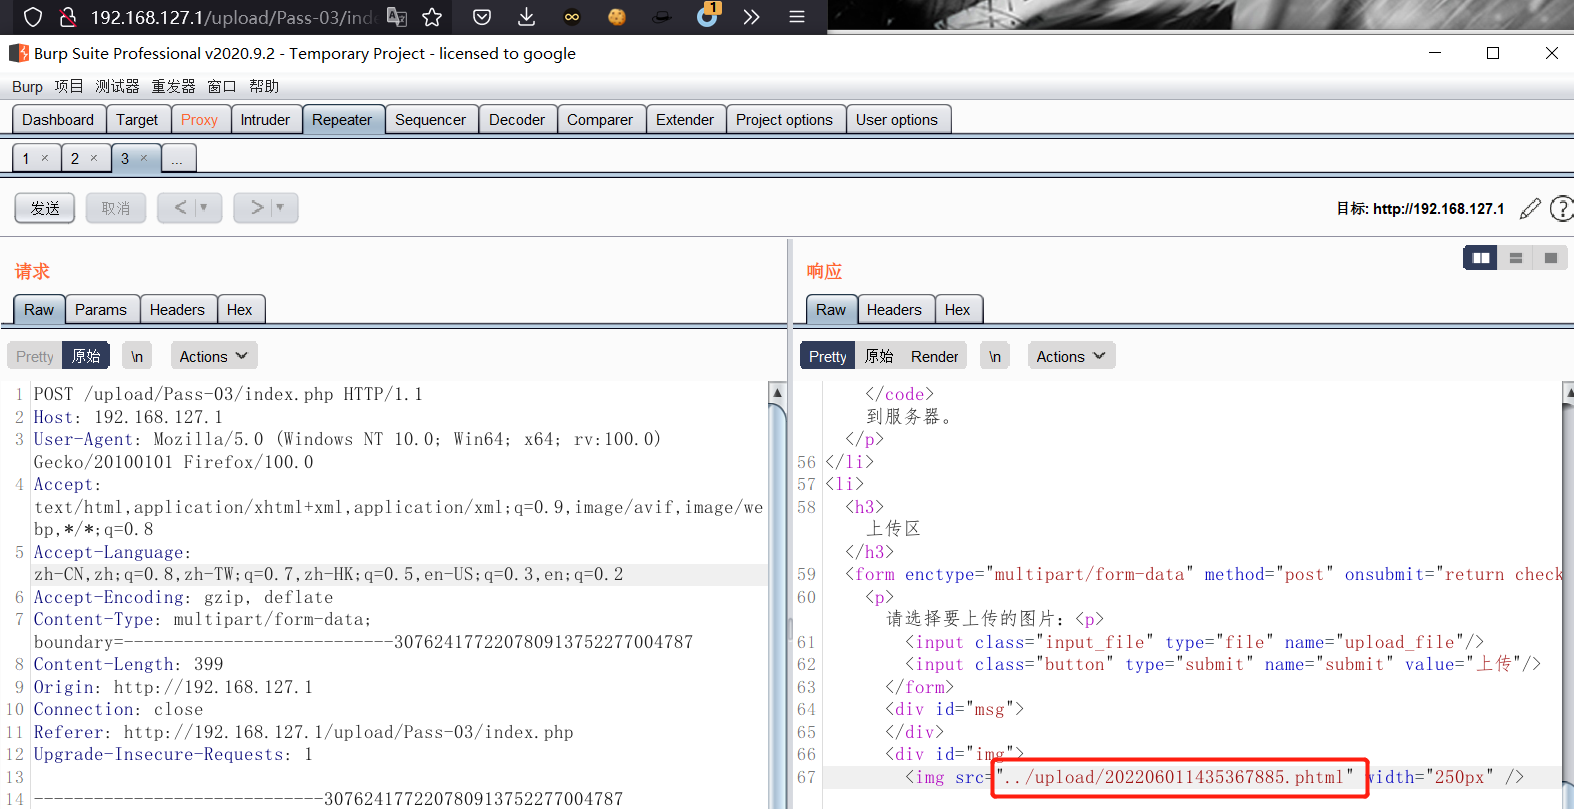 192.168.127.1/upload/Pass-03/inde
1
Burp Suite Professional v2020.9.2 - Temporary Project - licensed to google
Burp 项目 测试器 重发器 窗口 帮助
Dashboard Target Proxy Intruder Repeater Sequencer Decoder Comparer Extender Project options User options
1 × 2 × 3 × ...
发送 取消 < > 目标: http://192.168.127.1 ?
请求
Raw Params Headers Hex
Pretty 原始 \n Actions
1 POST /upload/Pass-03/index.php HTTP/1.1
2 Host: 192.168.127.1
3 User-Agent: Mozilla/5.0 (Windows NT 10.0; Win64; x64; rv:100.0)
Gecko/20100101 Firefox/100.0
4 Accept:
text/html,application/xhtml+xml,application/xml;q=0.9,image/avif,image/we
bp,*/*;q=0.8
5 Accept-Language:
zh-CN,zh;q=0.8,zh-TW;q=0.7,zh-HK;q=0.5,en-US;q=0.3,en;q=0.2
6 Accept-Encoding: gzip, deflate
7 Content-Type: multipart/form-data;
boundary=---------------------------307624177220780913752277004787
8 Content-Length: 399
9 Origin: http://192.168.127.1
10 Connection: close
11 Referer: http://192.168.127.1/upload/Pass-03/index.php
12 Upgrade-Insecure-Requests: 1
13
14 -----------------------------307624177220780913752277004787
响应
Raw Headers Hex
Pretty 原始 Render \n Actions
</code>
到服务器。
</p>
56 </li>
57 <li>
58 <h3>
上传区
</h3>
59 <form enctype="multipart/form-data" method="post" onsubmit="return check
60 <p>
请选择要上传的图片：<p>
61 <input class="input_file" type="file" name="upload_file"/>
62 <input class="button" type="submit" name="submit" value="上传"/>
63 </form>
64 <div id="msg">
65 </div>
66 <div id="img">
67 <img src="../upload/202206011435367885.phtml" width="250px" />